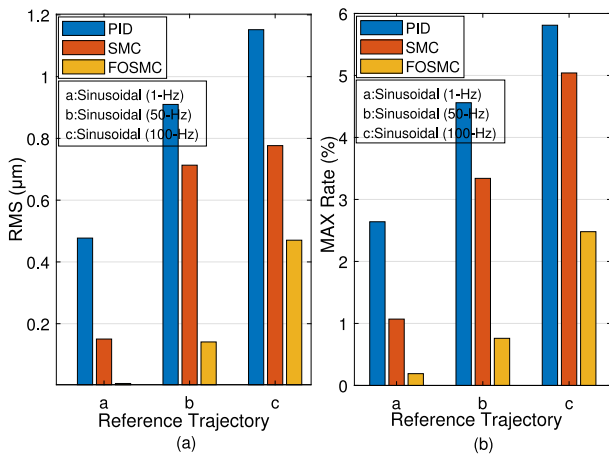 PID
SMC
FOSMC
a:Sinusoidal (1-Hz)
b:Sinusoidal (50-Hz)
c:Sinusoidal (100-Hz)
RMS (μm)
1.2
1
0.8
0.6
0.4
0.2
a b c
Reference Trajectory
(a)
PID
SMC
FOSMC
a:Sinusoidal (1-Hz)
b:Sinusoidal (50-Hz)
c:Sinusoidal (100-Hz)
MAX Rate (%)
6
5
4
3
2
1
0
a b c
Reference Trajectory
(b)